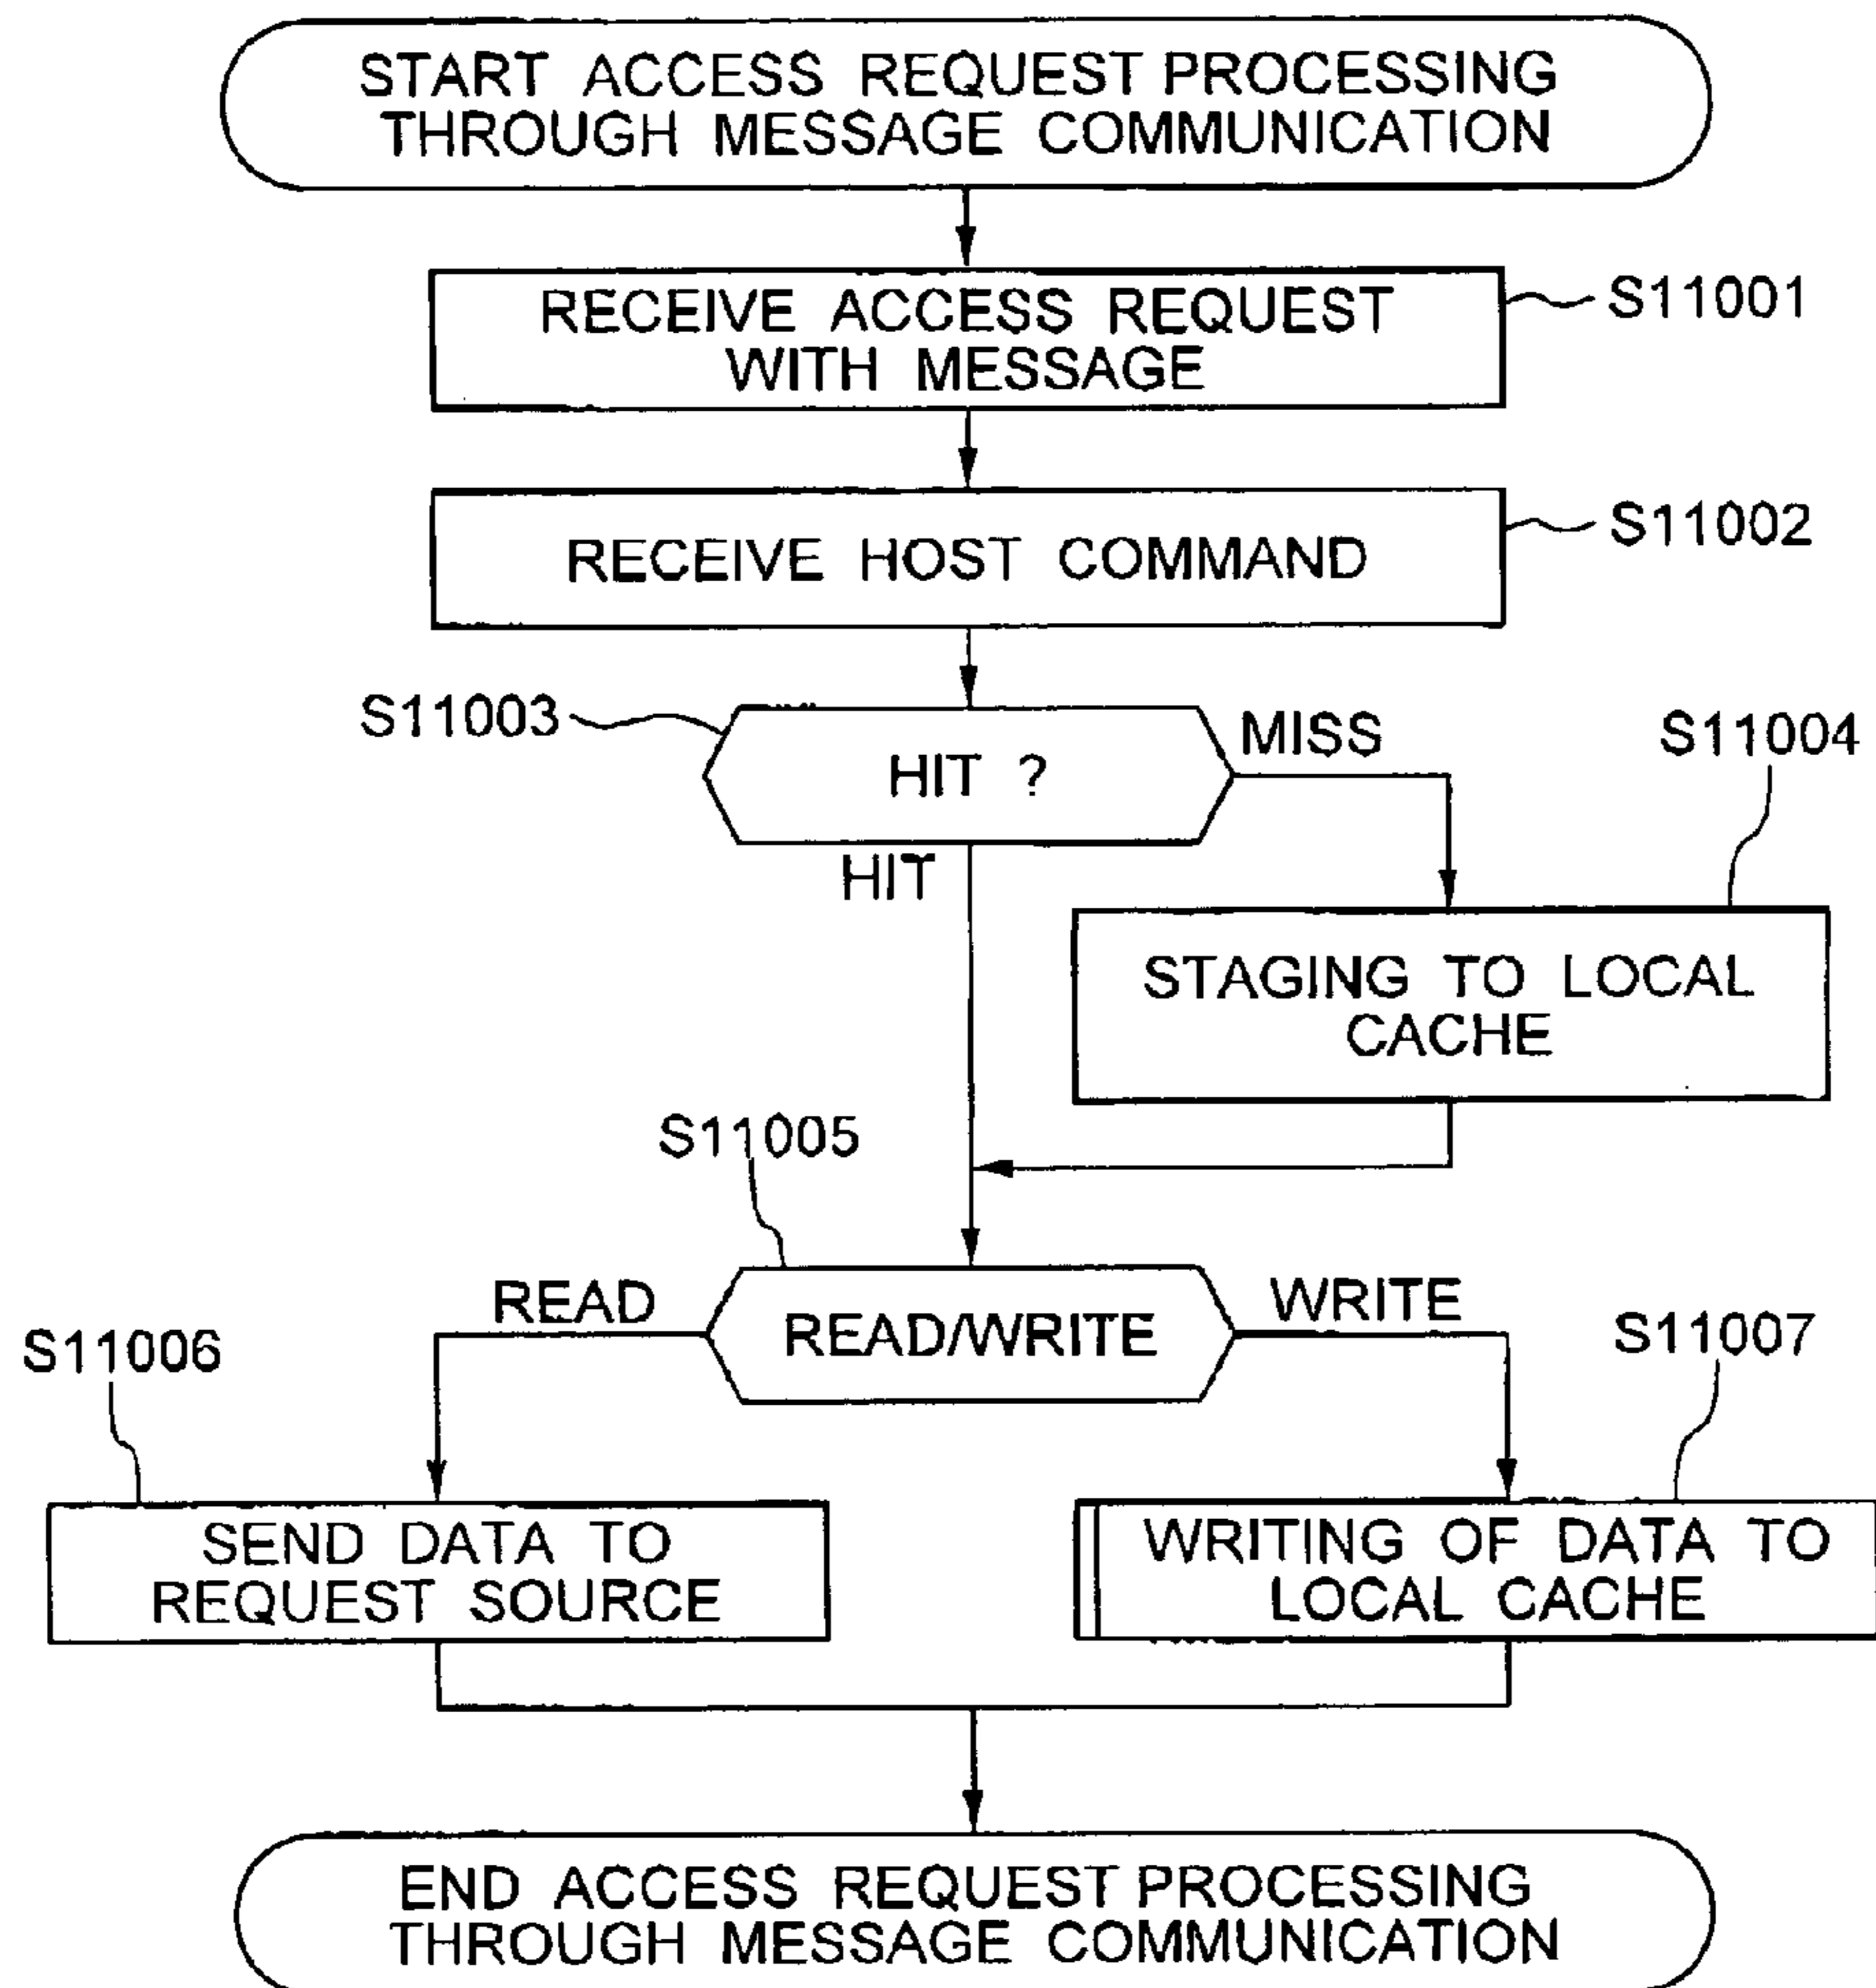 START ACCESS REQUEST PROCESSING
THROUGH MESSAGE COMMUNICATION
RECEIVE ACCESS REQUEST
WITH MESSAGE
S11001
RECEIVE HOST COMMAND
S11002
S11003
HIT ?
MISS
S11004
HIT
STAGING TO LOCAL
CACHE
S11005
READ
READ/WRITE
WRITE
S11006
S11007
SEND DATA TO
REQUEST SOURCE
WRITING OF DATA TO
LOCAL CACHE
END ACCESS REQUEST PROCESSING
THROUGH MESSAGE COMMUNICATION